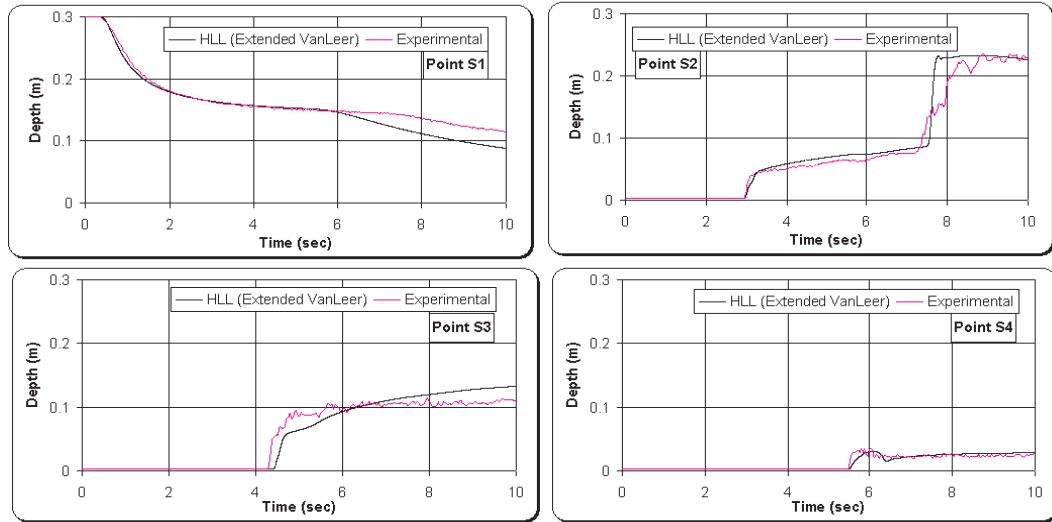 HLL (Extended VanLeer) Experimental
Point S1
Depth (m)
0.3
0.2
0.1
0
0 2 4 6 8 10
Time (sec)
HLL (Extended VanLeer) Experimental
Point S2
Depth (m)
0.3
0.2
0.1
0
0 2 4 6 8 10
Time (sec)
HLL (Extended VanLeer) Experimental
Point S3
Depth (m)
0.3
0.2
0.1
0
0 2 4 6 8 10
Time (sec)
HLL (Extended VanLeer) Experimental
Point S4
Depth (m)
0.3
0.2
0.1
0
0 2 4 6 8 10
Time (sec)